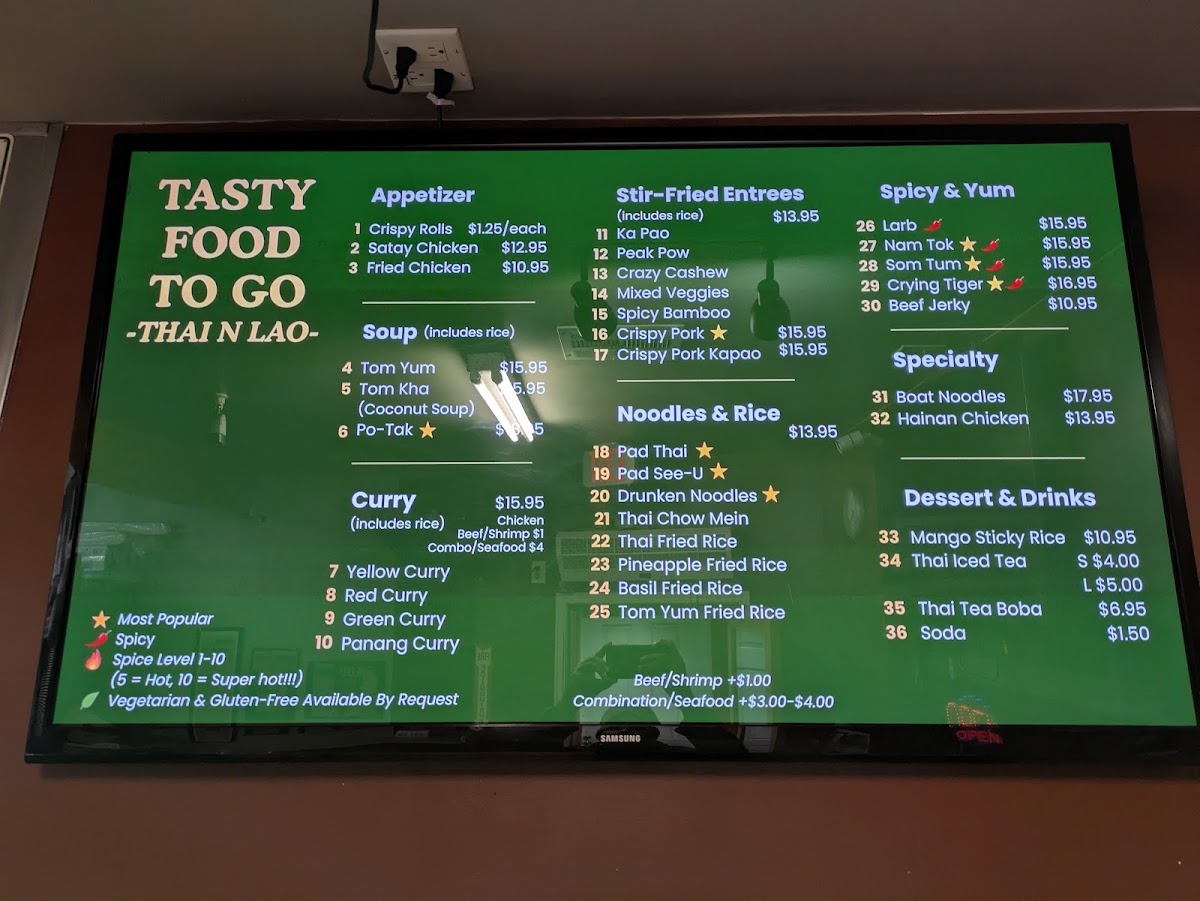 TASTY
FOOD
TO GO
-THAI N LAO-
Most Popular
Spicy
Spice Level 1-10
(5 = Hot, 10 = Super hot!!!)
Vegetarian & Gluten-Free Available By Request
Appetizer
1 Crispy Rolls $1.25/each
2 Satay Chicken $12.95
3 Fried Chicken $10.95
Soup (includes rice)
4 Tom Yum $15.95
5 Tom Kha
(Coconut Soup)
6 Po-Tak
Curry $15.95
(includes rice) Chicken
Beef/Shrimp $1
Combo/Seafood $4
7 Yellow Curry
8 Red Curry
9 Green Curry
10 Panang Curry
Stir-Fried Entrees
(includes rice) $13.95
11 Ka Pao
12 Peak Pow
13 Crazy Cashew
14 Mixed Veggies
15 Spicy Bamboo
16 Crispy Pork $15.95
17 Crispy Pork Kapao $15.95
Noodles & Rice
$13.95
18 Pad Thai
19 Pad See-U
20 Drunken Noodles
21 Thai Chow Mein
22 Thai Fried Rice
23 Pineapple Fried Rice
24 Basil Fried Rice
25 Tom Yum Fried Rice
Beef/Shrimp +$1.00
Combination/Seafood +$3.00-$4.00
Spicy & Yum
26 Larb $15.95
27 Nam Tok $15.95
28 Som Tum $15.95
29 Crying Tiger $16.95
30 Beef Jerky $10.95
Specialty
31 Boat Noodles $17.95
32 Hainan Chicken $13.95
Dessert & Drinks
33 Mango Sticky Rice $10.95
34 Thai Iced Tea S $4.00
L $5.00
35 Thai Tea Boba $6.95
36 Soda $1.50
OPEN
SAMSUNG